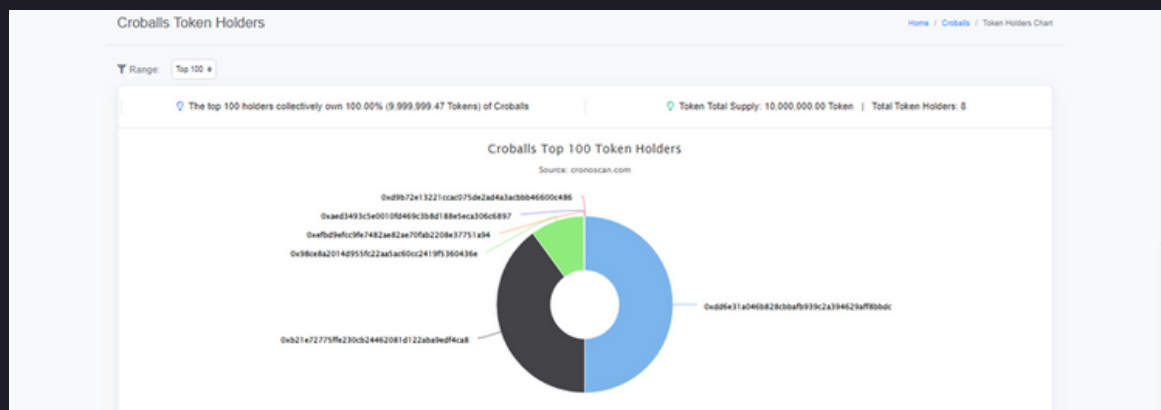 Croballs Token Holders
Home / Croballs / Token Holders Chart
Range: Top 100
The top 100 holders collectively own 100.00% (9,999,999.47 Tokens) of Croballs
Token Total Supply: 10,000,000.00 Token | Total Token Holders: 8
Croballs Top 100 Token Holders
Source: cronoscan.com
0xd9b72e13221ccac075de2ad4a3acbbb46600c486
0xaed3493c5e0010fd469c3b8d188e5eca306c6897
0xefbd9efcc9fe7482ae82ae70fab2208e37751a94
0x98ce8a2014d955fc22aa5ac60cc2419f5360436e
0xdd6e31a046b828cbbafb939c2a394629aff8bbdc
0xb21e72775ffe230cb24462081d122aba9edf4ca8